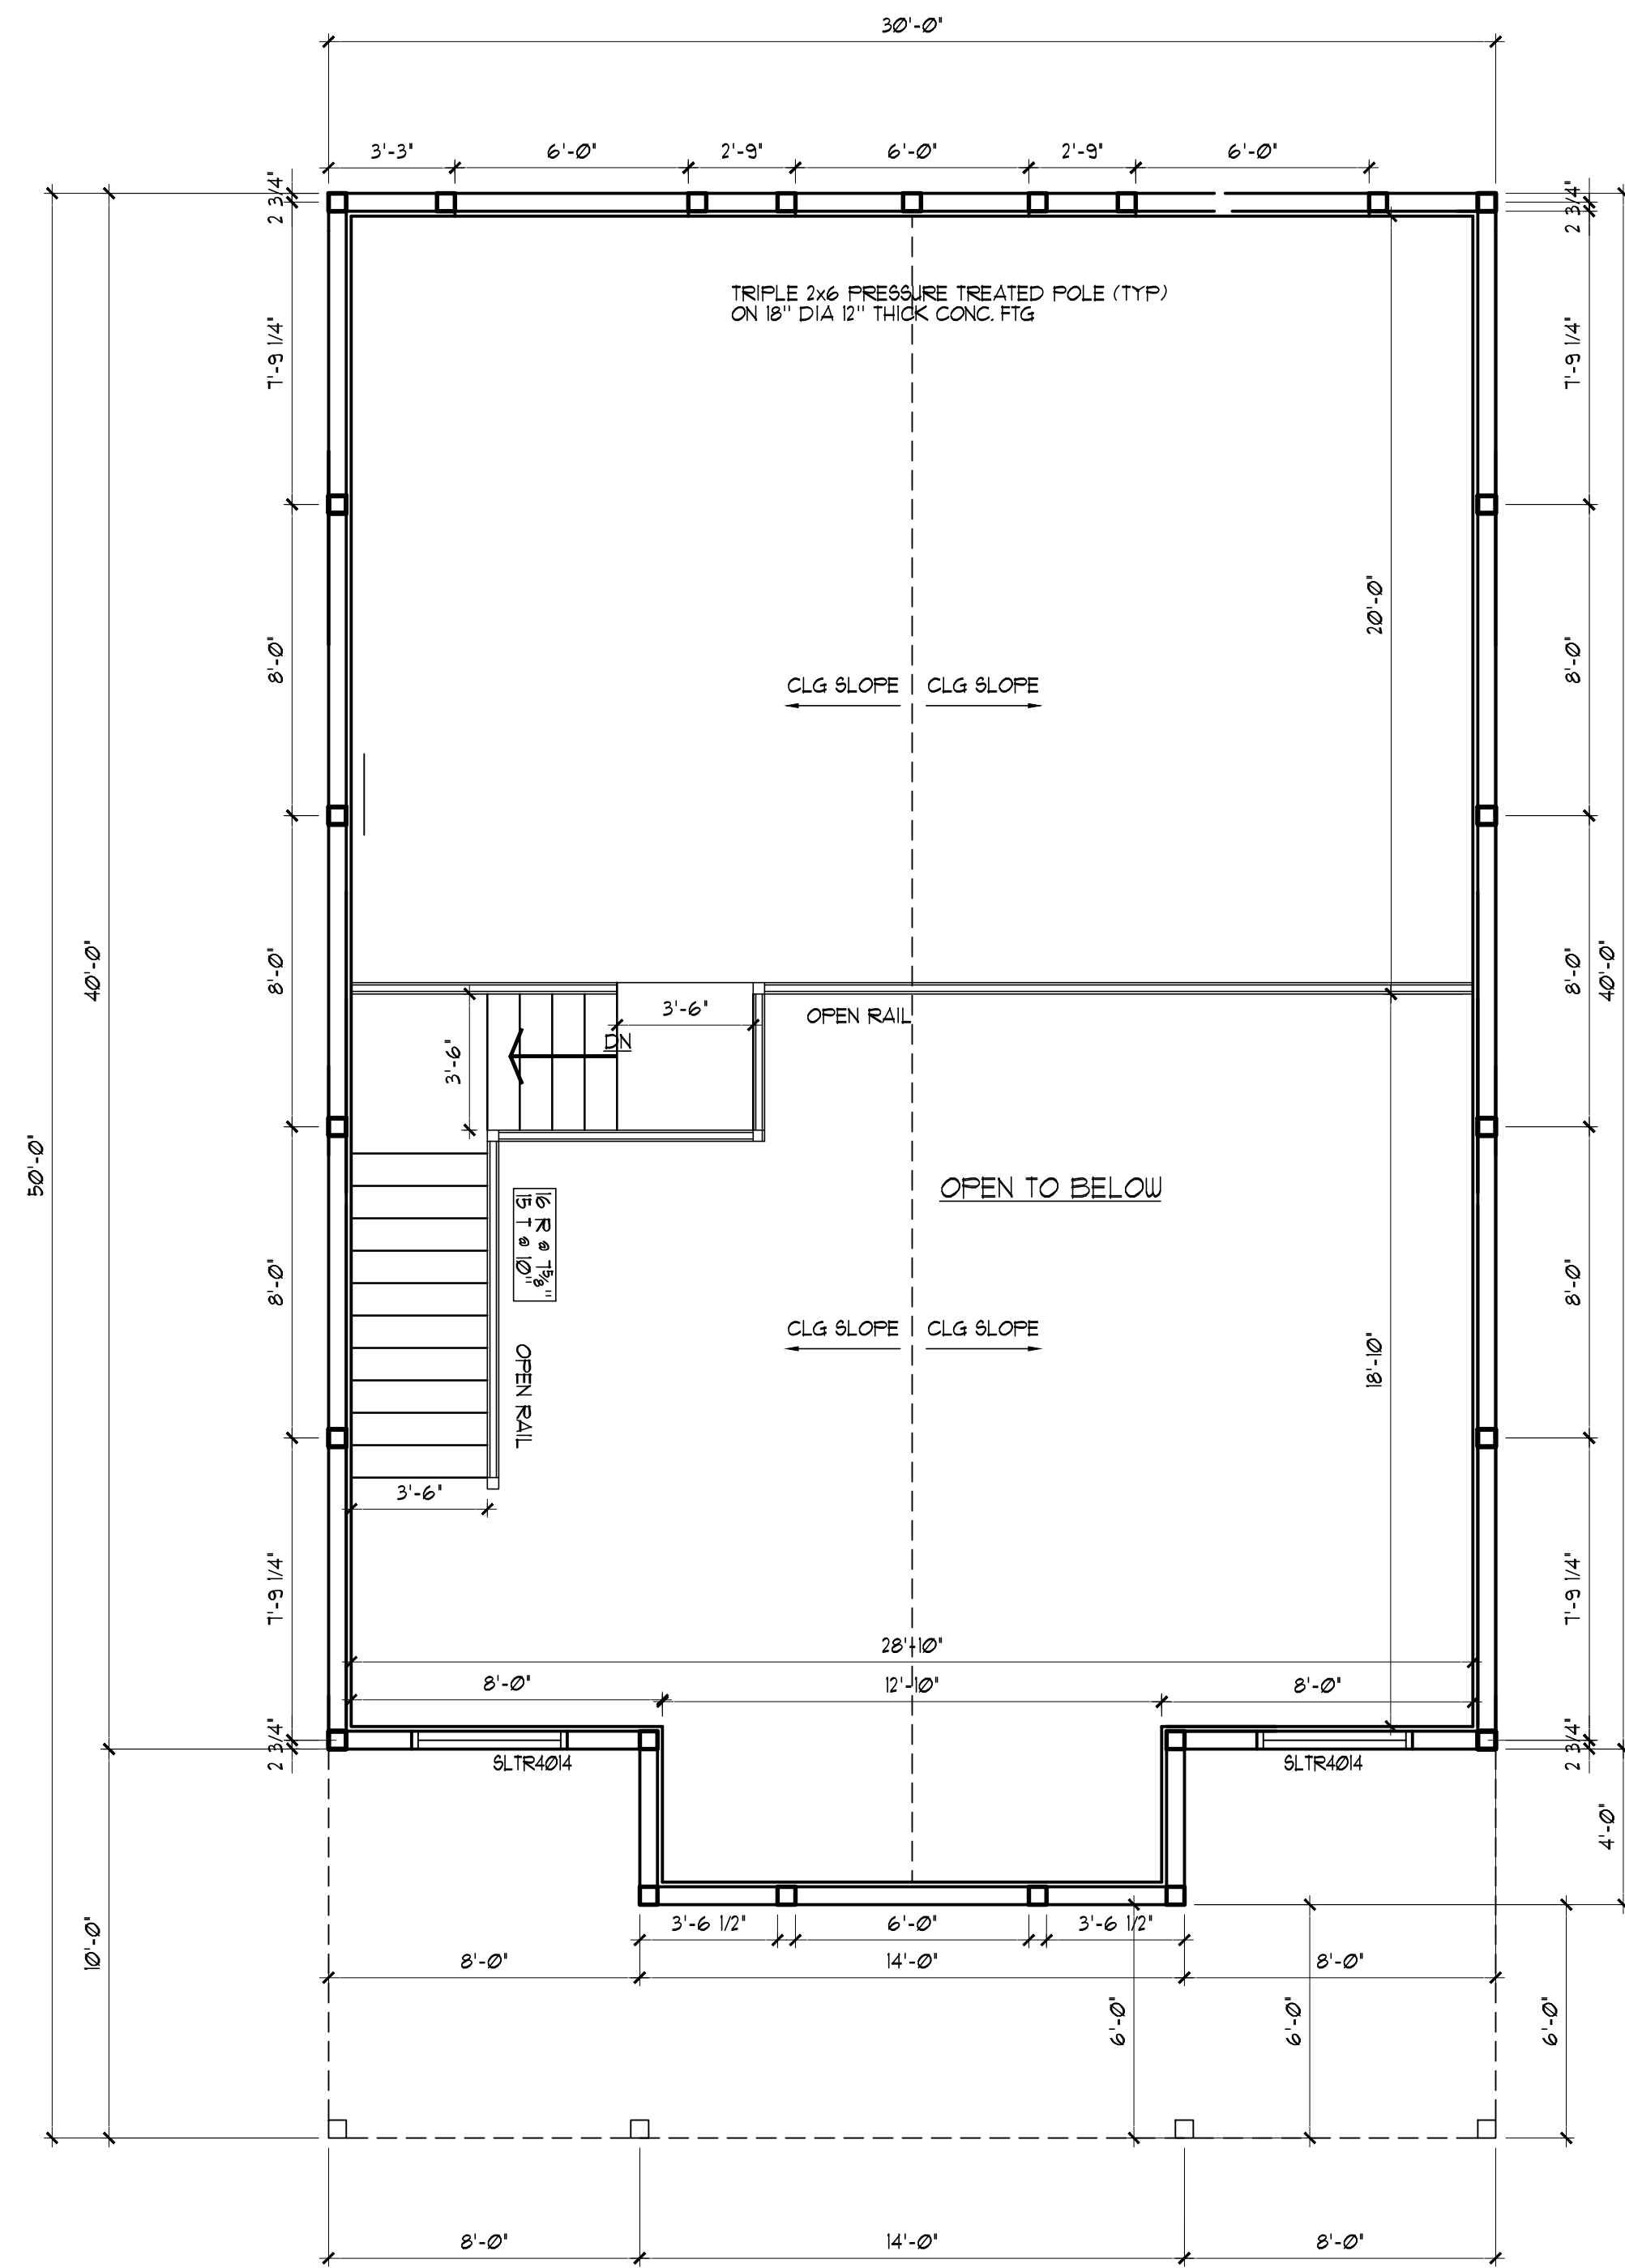 30'-0"
3'-3" 6'-0" 2'-9" 6'-0" 2'-9" 6'-0"
2 3/4"
2 3/4"
TRIPLE 2x6 PRESSURE TREATED POLE (TYP)
ON 18" DIA 12" THICK CONC. FTG
7'-9 1/4"
7'-9 1/4"
20'-0"
8'-0"
8'-0"
CLG SLOPE CLG SLOPE
40'-0"
8'-0"
8'-0"
40'-0"
3'-6"
OPEN RAIL
DN
3'-6"
50'-0"
OPEN TO BELOW
16 R @ 7 5/8"
15 T @ 10"
8'-0"
8'-0"
CLG SLOPE CLG SLOPE
OPEN RAIL
18'-10"
3'-6"
7'-9 1/4"
7'-9 1/4"
28'-10"
8'-0" 12'-10" 8'-0"
2 3/4"
2 3/4"
SLTR4014
SLTR4014
4'-0"
3'-6 1/2" 6'-0" 3'-6 1/2"
10'-0"
8'-0" 14'-0" 8'-0"
6'-0"
6'-0"
6'-0"
8'-0" 14'-0" 8'-0"